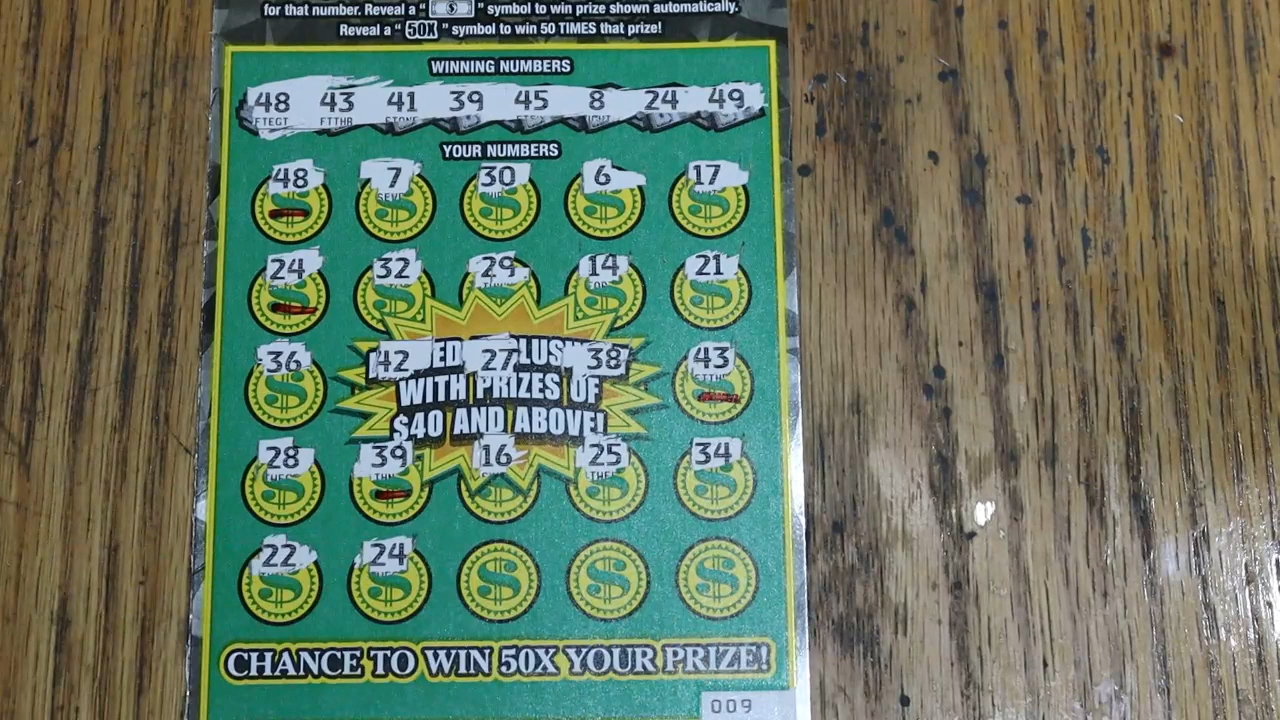 for that number. Reveal a " $ " symbol to win prize shown automatically.
Reveal a " 50X " symbol to win 50 TIMES that prize!
WINNING NUMBERS
48 43 41 39 45 8 24 49
FTEGT FTTHR
YOUR NUMBERS
48 7 30 6 17
24 32 29 14 21
36 42 27 38 43
WITH PRIZES OF
$40 AND ABOVE!
28 39 16 25 34
22 24
CHANCE TO WIN 50X YOUR PRIZE!
009